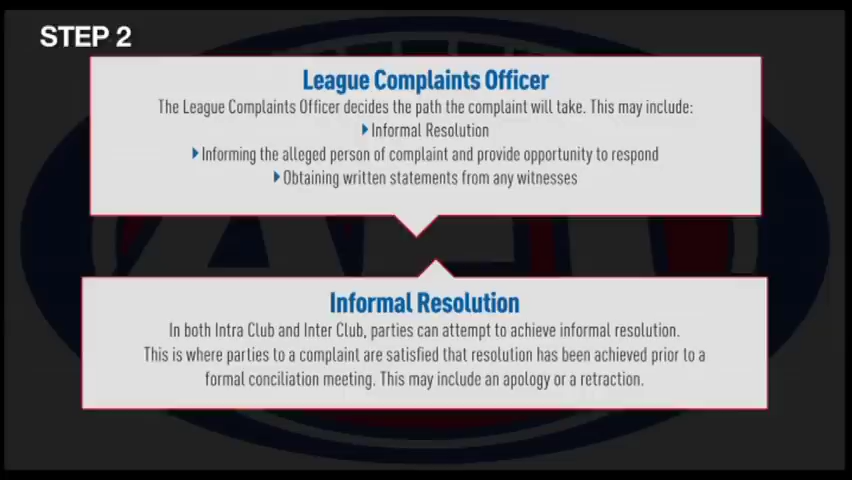 STEP 2
League Complaints Officer
The League Complaints Officer decides the path the complaint will take. This may include:
Informal Resolution
Informing the alleged person of complaint and provide opportunity to respond
Obtaining written statements from any witnesses
Informal Resolution
In both Intra Club and Inter Club, parties can attempt to achieve informal resolution.
This is where parties to a complaint are satisfied that resolution has been achieved prior to a
formal conciliation meeting. This may include an apology or a retraction.